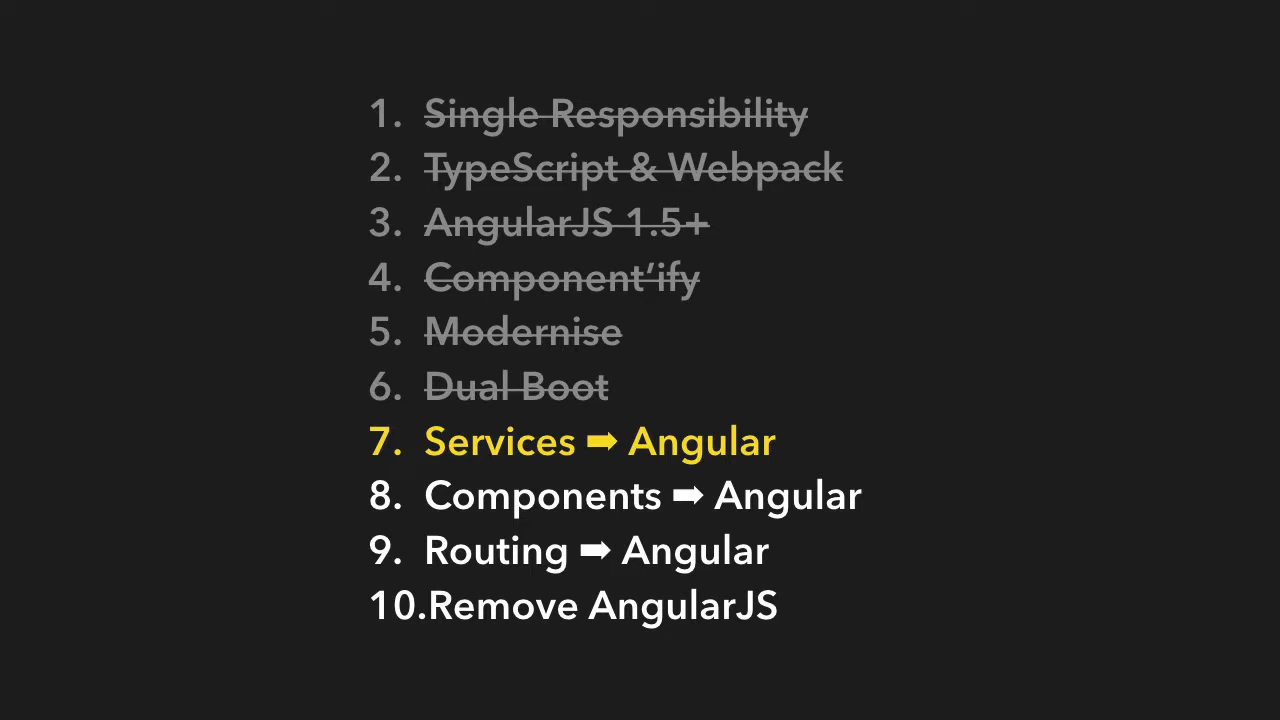 1. Single Responsibility
2. TypeScript & Webpack
3. AngularJS 1.5+
4. Component’ify
5. Modernise
6. Dual Boot
7. Services ➡ Angular
8. Components ➡ Angular
9. Routing ➡ Angular
10.Remove AngularJS